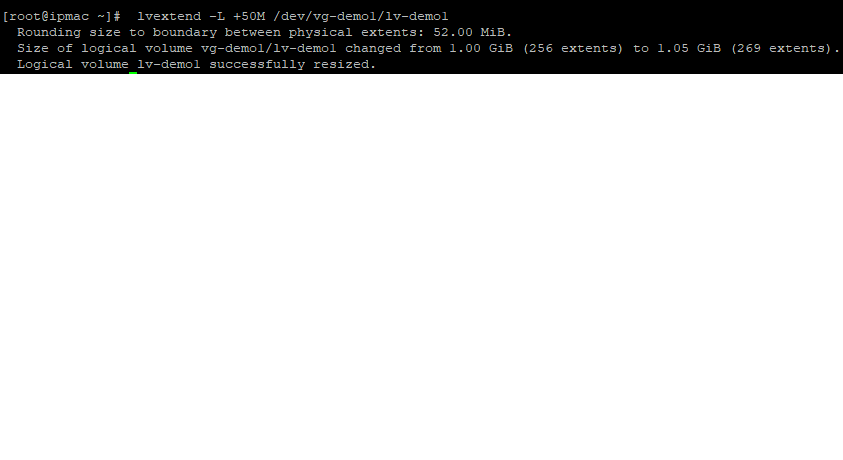 [root@ipmac ~]#  lvextend -L +50M /dev/vg-demo1/lv-demo1
  Rounding size to boundary between physical extents: 52.00 MiB.
  Size of logical volume vg-demo1/lv-demo1 changed from 1.00 GiB (256 extents) to 1.05 GiB (269 extents).
  Logical volume lv-demo1 successfully resized.